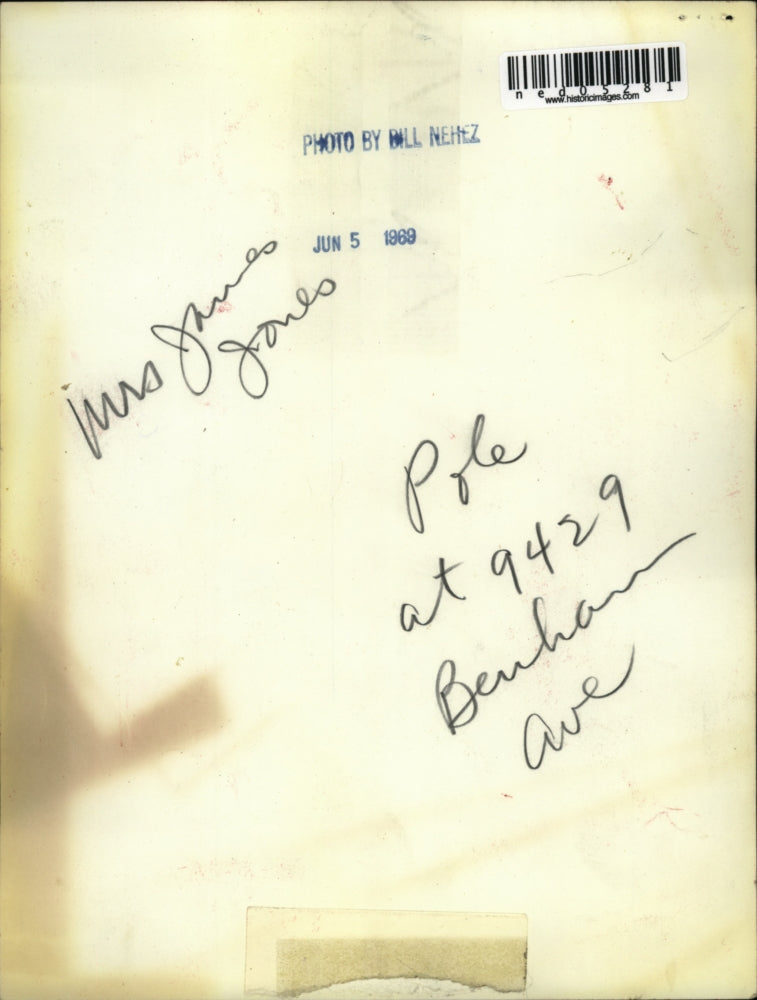 ned05281
www.historicimages.com
PHOTO BY BILL NEHEZ
JUN 5 1969
Mrs James
Jones
Pole
at 9429
Benham
Ave